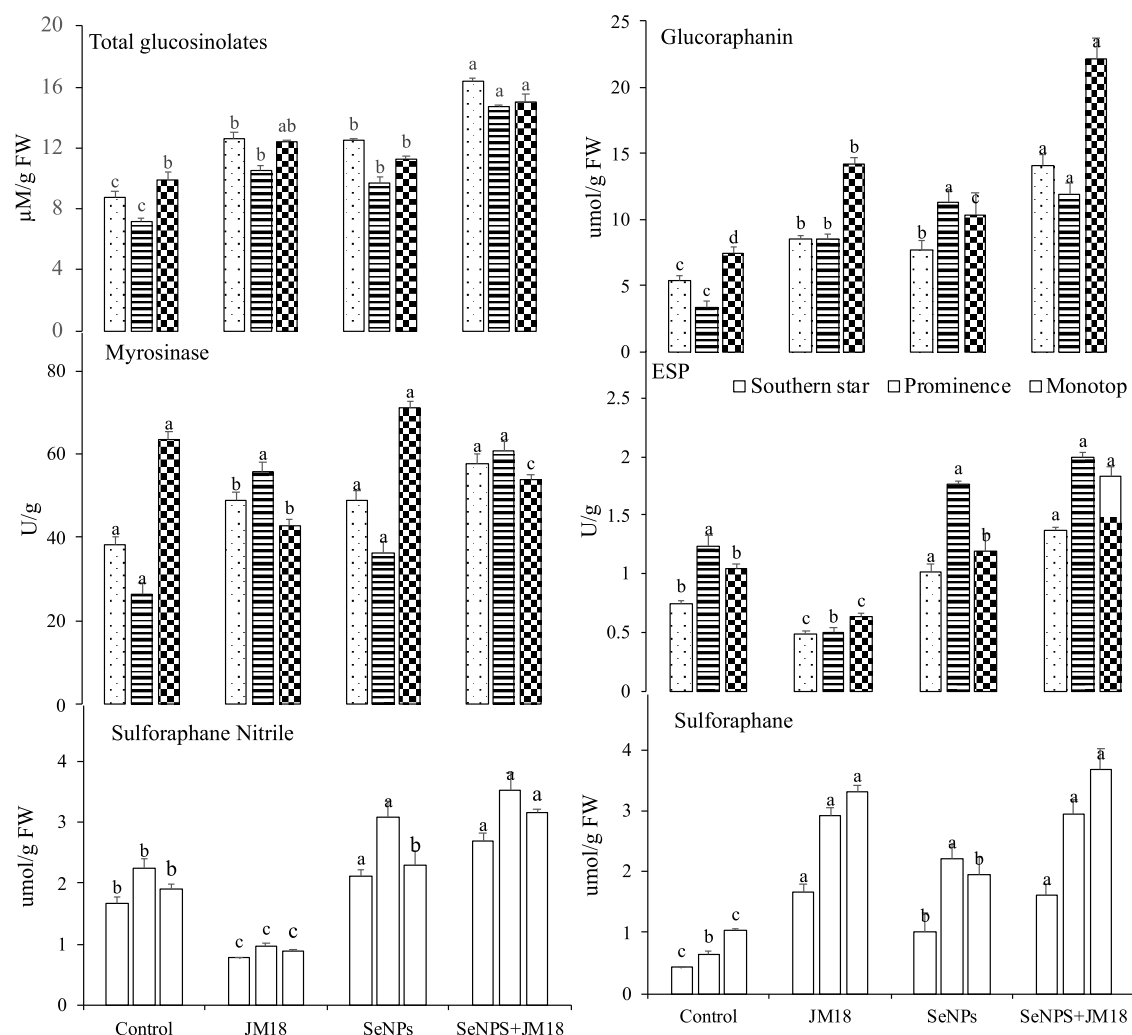 Total glucosinolates
µM/g FW
20
16
12
8
4
0
c
c
b
b
b
ab
b
b
b
a
a
a
Glucoraphanin
umol/g FW
25
20
15
10
5
0
c
c
d
b
b
b
b
a
c
a
a
a
Myrosinase
U/g
80
60
40
20
0
a
a
a
b
a
b
a
a
a
a
a
c
ESP
Southern star Prominence Monotop
U/g
2.5
2
1.5
1
0.5
0
b
a
b
c
b
c
a
a
b
a
a
a
Sulforaphane Nitrile
umol/g FW
4
3
2
1
0
b
b
b
c
c
c
a
a
b
a
a
a
Control JM18 SeNPs SeNPS+JM18
Sulforaphane
umol/g FW
4
3
2
1
0
c
b
c
a
a
a
b
a
b
a
a
a
Control JM18 SeNPs SeNPS+JM18